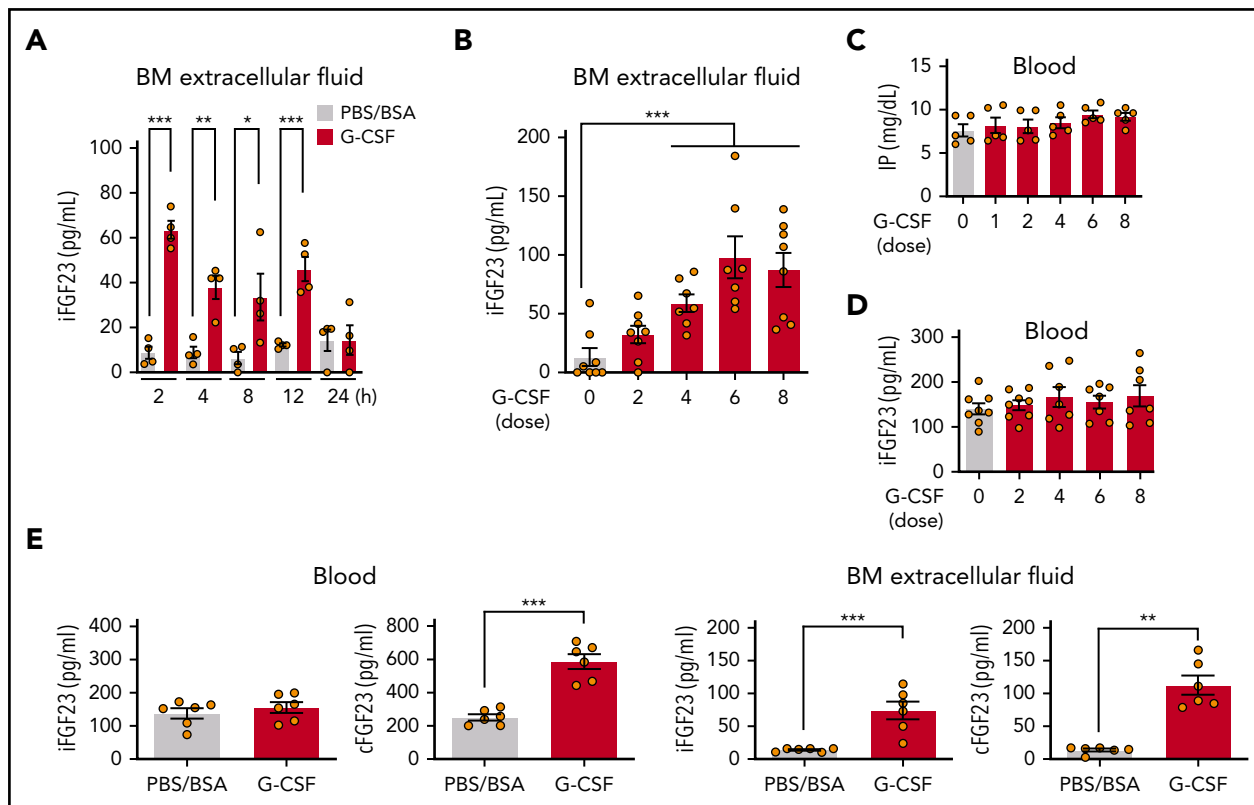 A
BM extracellular fluid
PBS/BSA
G-CSF
*** ** * ***
iFGF23 (pg/mL)
100
80
60
40
20
0
2 4 8 12 24 (h)
B
BM extracellular fluid
***
iFGF23 (pg/mL)
200
150
100
50
0
G-CSF
(dose)
0 2 4 6 8
C
Blood
IP (mg/dL)
15
10
5
0
G-CSF
(dose)
0 1 2 4 6 8
D
Blood
iFGF23 (pg/mL)
300
200
100
0
G-CSF
(dose)
0 2 4 6 8
E
Blood
iFGF23 (pg/ml)
400
300
200
100
0
PBS/BSA G-CSF
***
cFGF23 (pg/ml)
800
600
400
200
0
PBS/BSA G-CSF
BM extracellular fluid
***
iFGF23 (pg/ml)
200
150
100
50
0
PBS/BSA G-CSF
**
cFGF23 (pg/ml)
200
150
100
50
0
PBS/BSA G-CSF